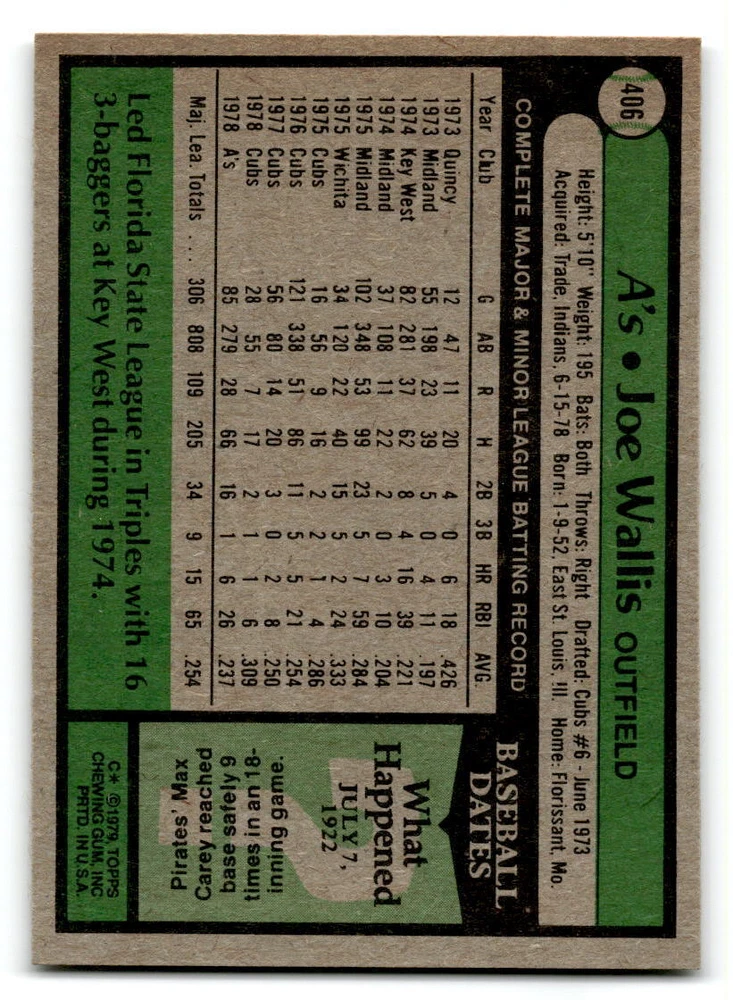 406
A's • Joe Wallis OUTFIELD
Height: 5'10" Weight: 195 Bats: Both Throws: Right Drafted: Cubs #6 - June 1973
Acquired: Trade, Indians, 6-15-78 Born: 1-9-52, East St. Louis, Ill. Home: Florissant, Mo.
COMPLETE MAJOR & MINOR LEAGUE BATTING RECORD
Year Club G AB R H 2B 3B HR RBI AVG.
1973 Quincy 12 47 11 20 4 0 6 18 .426
1973 Midland 55 198 23 39 5 0 4 11 .197
1974 Key West 82 281 37 62 8 4 16 39 .221
1974 Midland 37 108 11 22 2 0 3 10 .204
1975 Midland 102 348 53 99 23 5 7 59 .284
1975 Wichita 34 120 22 40 15 5 2 24 .333
1975 Cubs 16 56 9 16 2 2 1 4 .286
1976 Cubs 121 338 51 86 11 5 5 21 .254
1977 Cubs 56 80 14 20 3 0 2 8 .250
1978 Cubs 28 55 7 17 2 1 1 6 .309
1978 A's 85 279 28 66 16 1 6 26 .237
Maj. Lea. Totals .... 306 808 109 205 34 9 15 65 .254
Led Florida State League in Triples with 16
3-baggers at Key West during 1974.
BASEBALL
DATES
What
Happened
JULY 7,
1922
Pirates' Max
Carey reached
base safely 9
times in an 18-
inning game.
C* ©1979, TOPPS
CHEWING GUM, INC
PRTD. IN U.S.A.